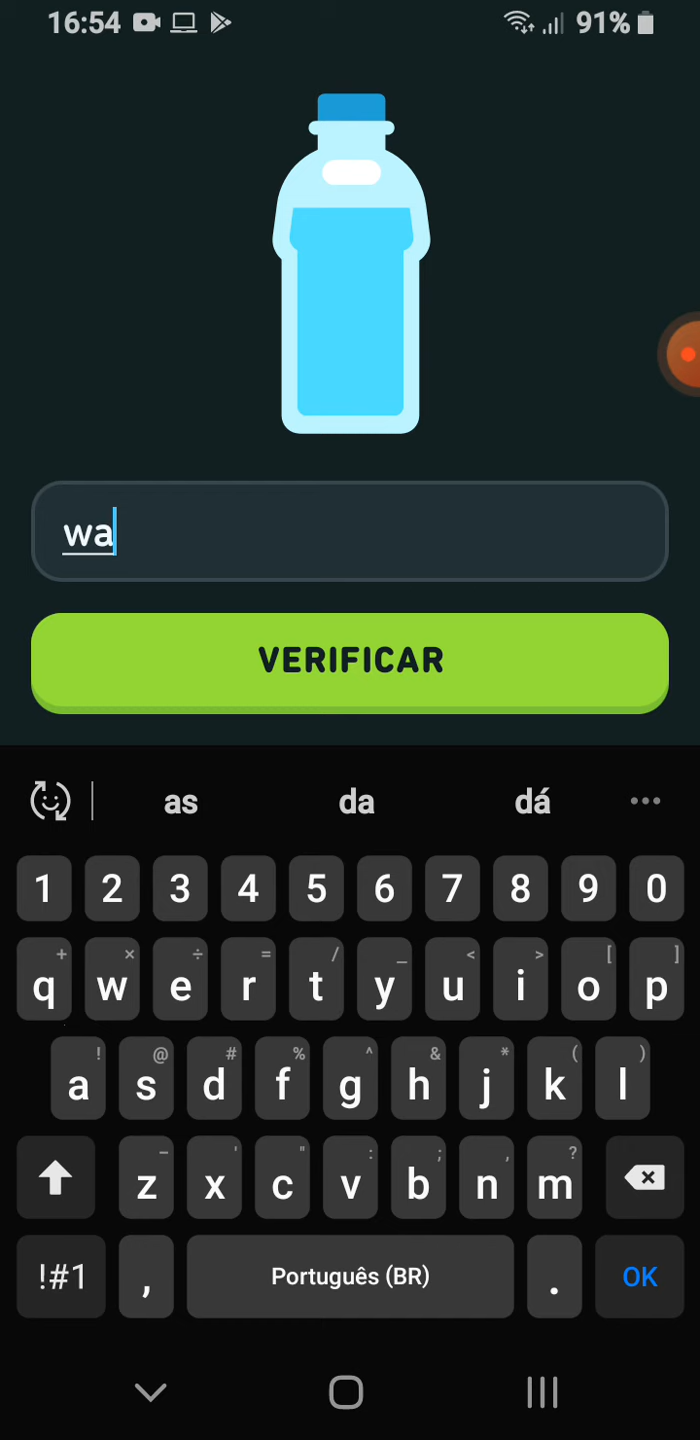 16:54 91%
wa
VERIFICAR
as da dá
1 2 3 4 5 6 7 8 9 0
+ × ÷ = / _ < > [ ]
q w e r t y u i o p
! @ # % ^ & * ( )
a s d f g h j k l
- ' " : ; , ?
z x c v b n m
!#1 , Português (BR) . OK